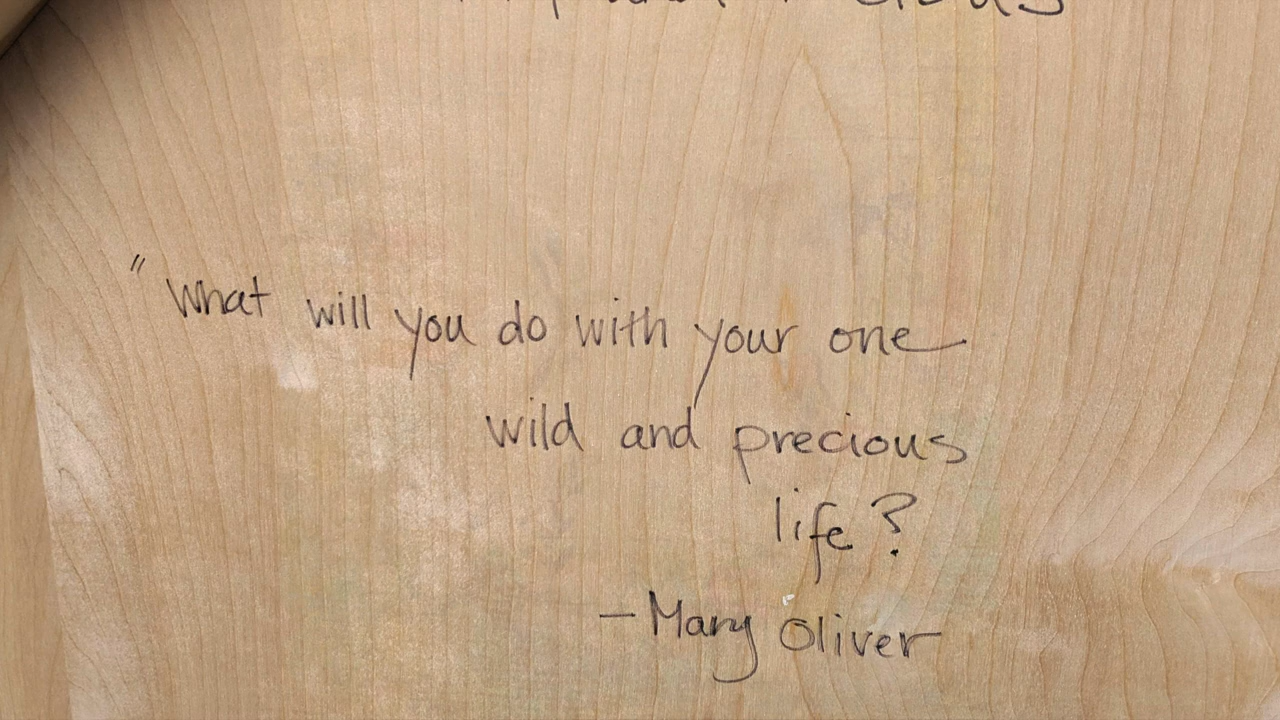 " What will you do with your one
wild and precious
life?
— Mary Oliver